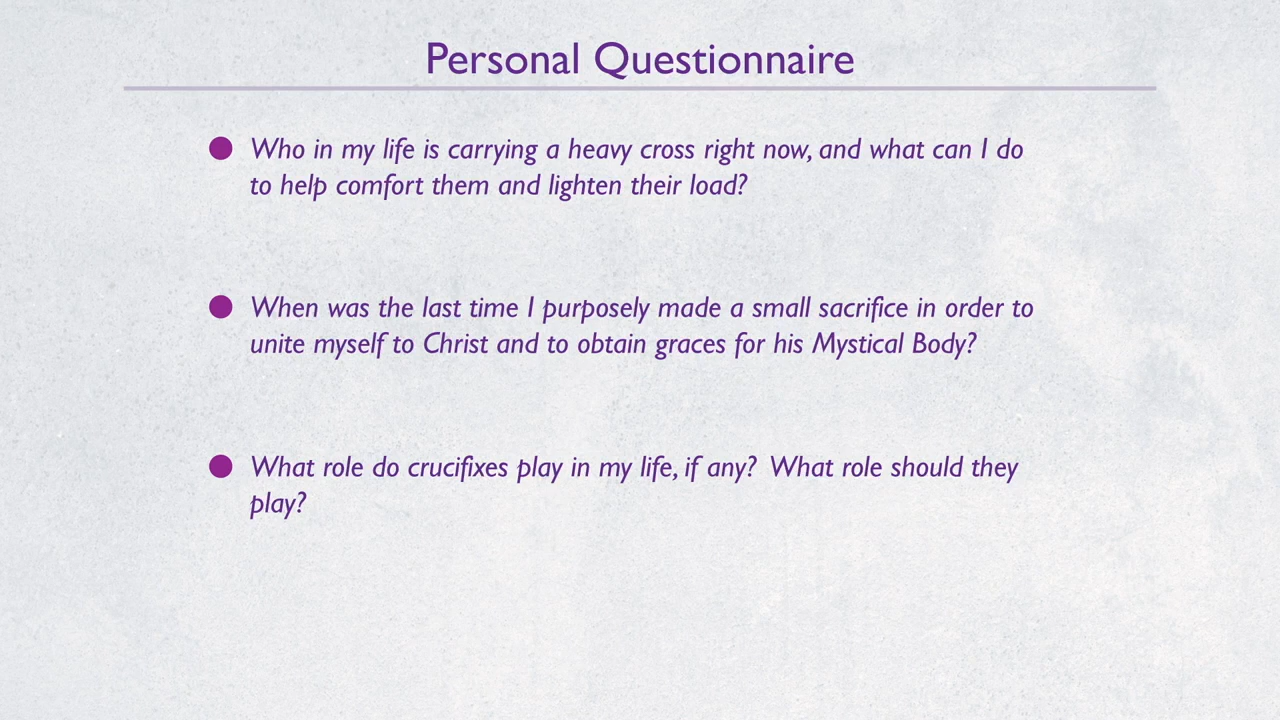 Personal Questionnaire
Who in my life is carrying a heavy cross right now, and what can I do
to help comfort them and lighten their load?
When was the last time I purposely made a small sacrifice in order to
unite myself to Christ and to obtain graces for his Mystical Body?
What role do crucifixes play in my life, if any?  What role should they
play?